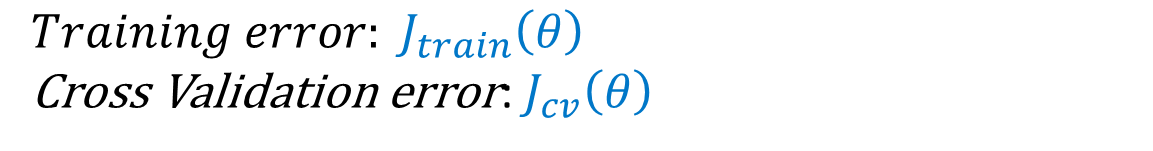 Training error: J_train(θ)
Cross Validation error: J_cv(θ)